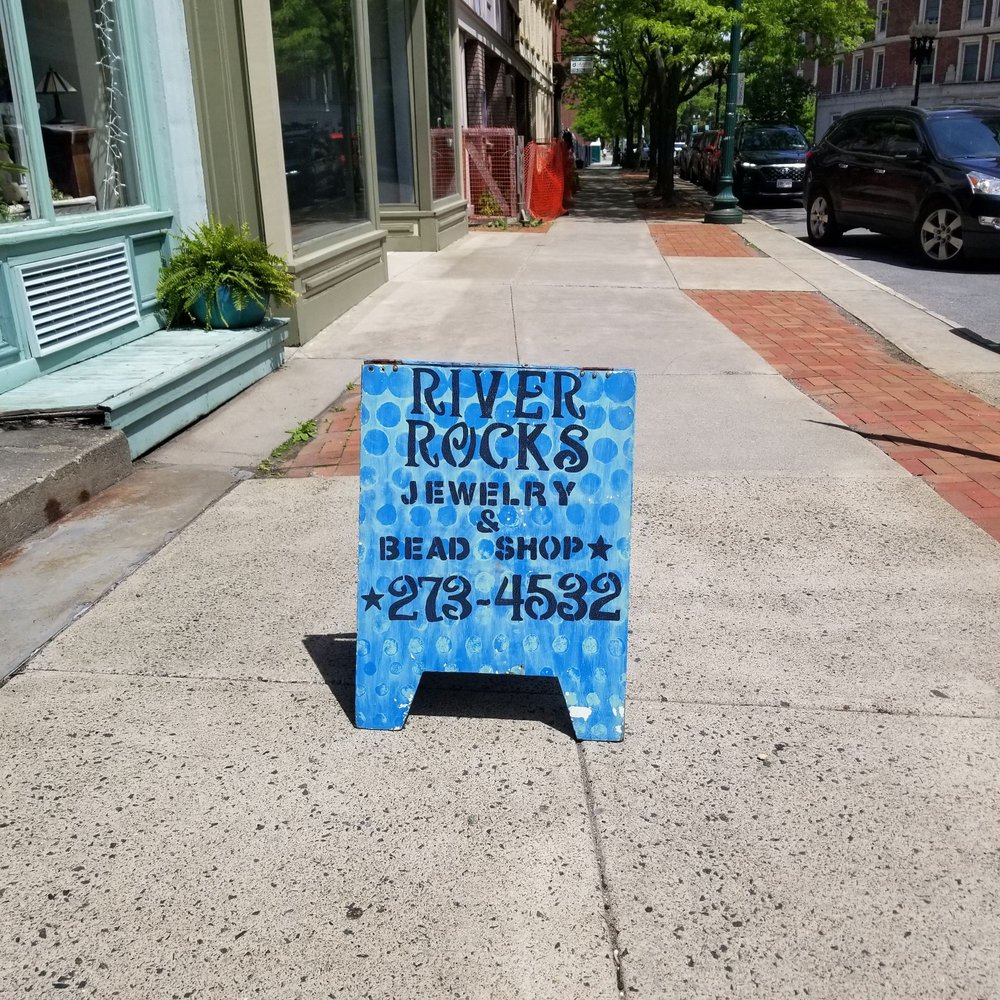 RIVER
ROCKS
JEWELRY
&
BEAD SHOP★
★273-4532